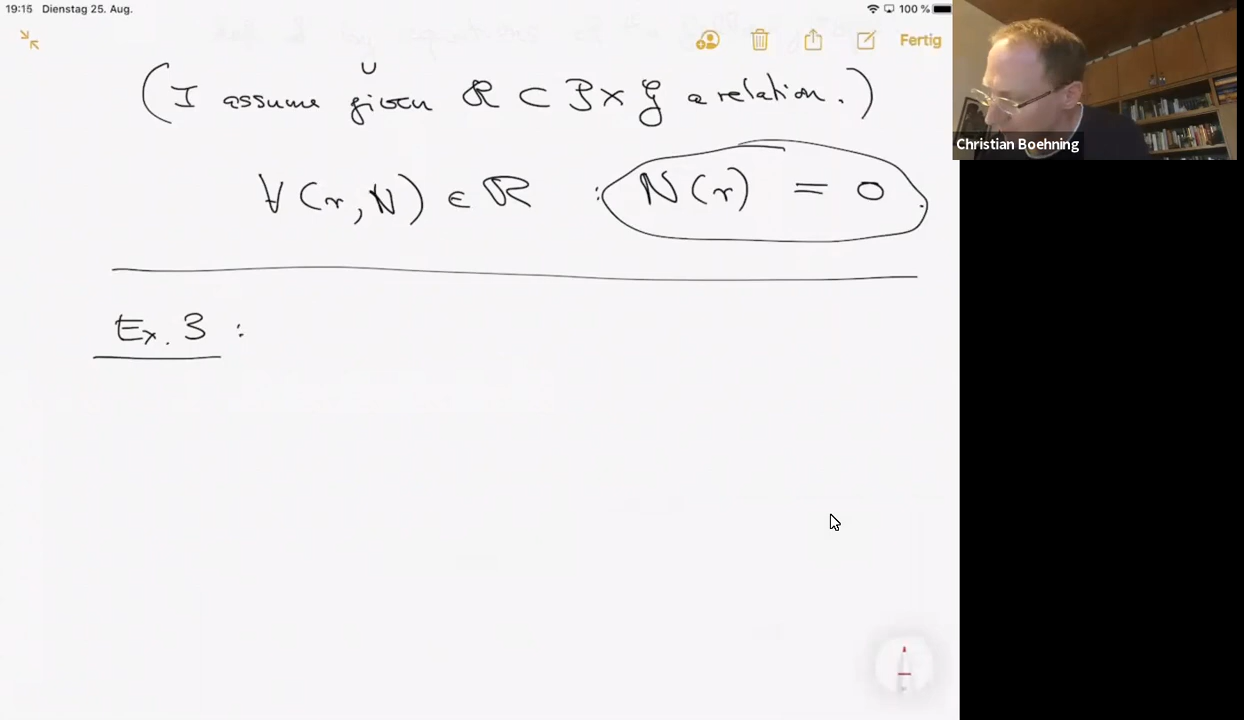 19:15 Dienstag 25. Aug.
100 %
Fertig
(I assume given R ⊂ P × G a relation.)
∀ (r, N) ∈ R : N(r) = 0
Ex. 3 :
Christian Boehning